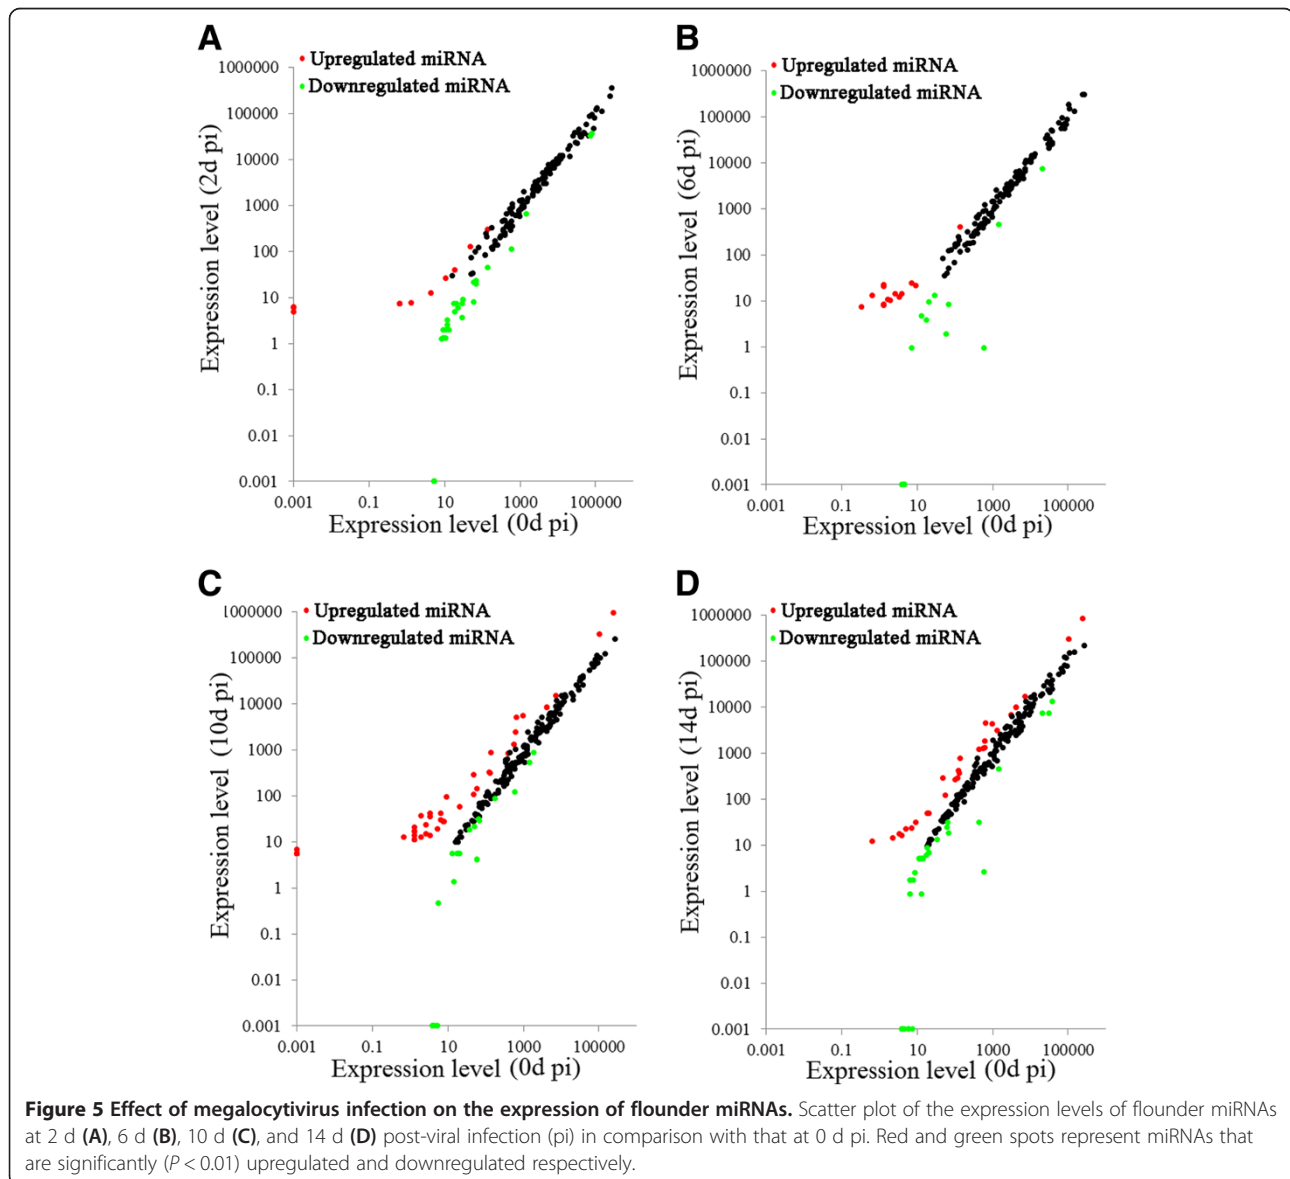 A
Upregulated miRNA
Downregulated miRNA
1000000
100000
10000
1000
100
10
1
0.1
0.01
0.001
Expression level (2d pi)
0.001
0.1
10
1000
100000
Expression level (0d pi)
B
Upregulated miRNA
Downregulated miRNA
1000000
100000
10000
1000
100
10
1
0.1
0.01
0.001
Expression level (6d pi)
0.001
0.1
10
1000
100000
Expression level (0d pi)
C
Upregulated miRNA
Downregulated miRNA
1000000
100000
10000
1000
100
10
1
0.1
0.01
0.001
Expression level (10d pi)
0.001
0.1
10
1000
100000
Expression level (0d pi)
D
Upregulated miRNA
Downregulated miRNA
1000000
100000
10000
1000
100
10
1
0.1
0.01
0.001
Expression level (14d pi)
0.001
0.1
10
1000
100000
Expression level (0d pi)
Figure 5 Effect of megalocytivirus infection on the expression of flounder miRNAs. Scatter plot of the expression levels of flounder miRNAs
at 2 d (A), 6 d (B), 10 d (C), and 14 d (D) post-viral infection (pi) in comparison with that at 0 d pi. Red and green spots represent miRNAs that
are significantly (P < 0.01) upregulated and downregulated respectively.